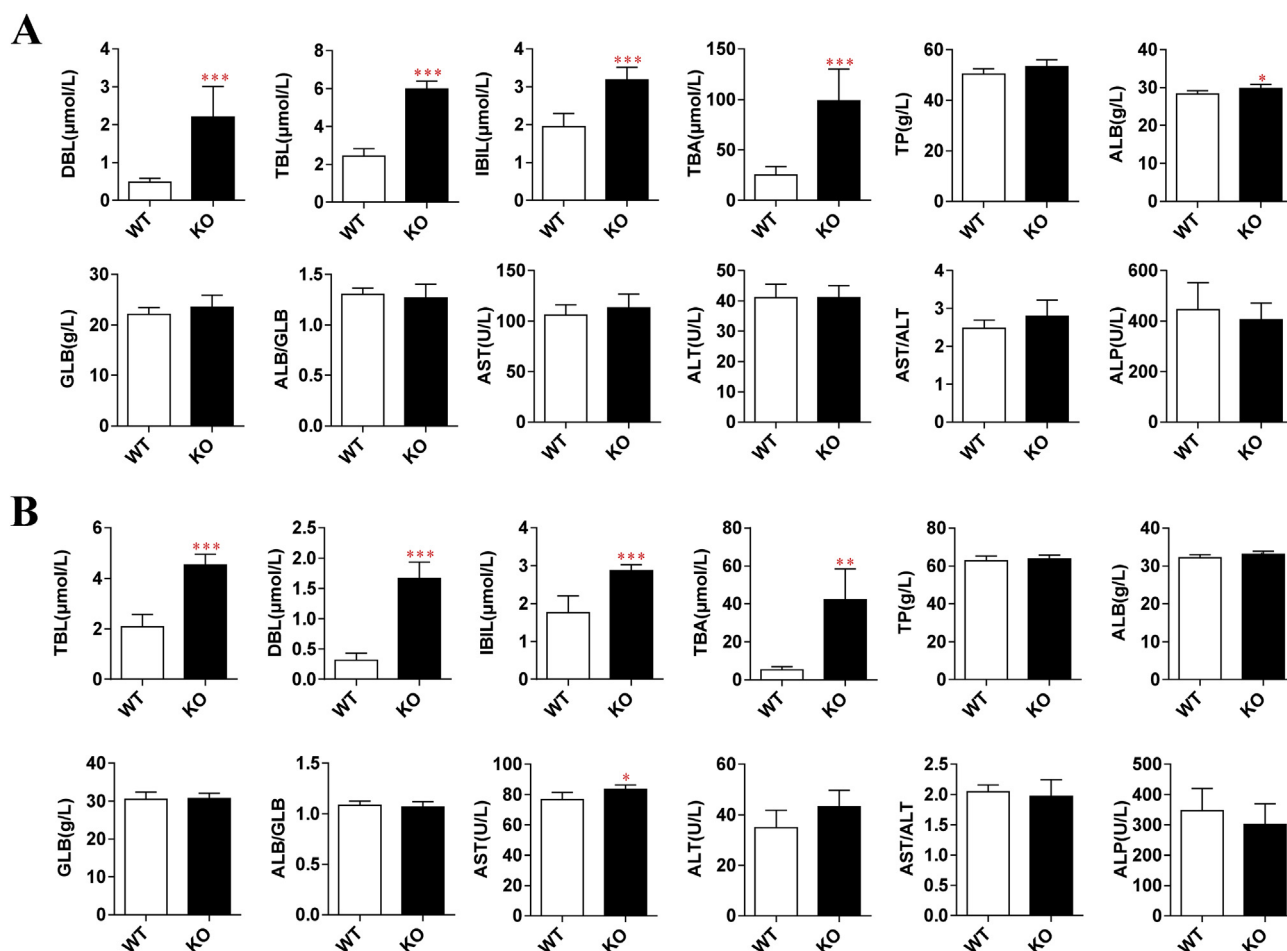 A
DBL(μmol/L)
4
3
2
1
0
***
WT
KO
TBL(μmol/L)
8
6
4
2
0
***
WT
KO
IBIL(μmol/L)
4
3
2
1
0
***
WT
KO
TBA(μmol/L)
150
100
50
0
***
WT
KO
TP(g/L)
60
40
20
0
WT
KO
ALB(g/L)
40
30
20
10
0
*
WT
KO
GLB(g/L)
30
20
10
0
WT
KO
ALB/GLB
1.5
1.0
0.5
0.0
WT
KO
AST(U/L)
150
100
50
0
WT
KO
ALT(U/L)
50
40
30
20
10
0
WT
KO
AST/ALT
4
3
2
1
0
WT
KO
ALP(U/L)
600
400
200
0
WT
KO
B
TBL(μmol/L)
6
4
2
0
***
WT
KO
DBL(μmol/L)
2.5
2.0
1.5
1.0
0.5
0.0
***
WT
KO
IBIL(μmol/L)
4
3
2
1
0
***
WT
KO
TBA(μmol/L)
80
60
40
20
0
**
WT
KO
TP(g/L)
80
60
40
20
0
WT
KO
ALB(g/L)
40
30
20
10
0
WT
KO
GLB(g/L)
40
30
20
10
0
WT
KO
ALB/GLB
1.5
1.0
0.5
0.0
WT
KO
AST(U/L)
100
80
60
40
20
0
*
WT
KO
ALT(U/L)
60
40
20
0
WT
KO
AST/ALT
2.5
2.0
1.5
1.0
0.5
0.0
WT
KO
ALP(U/L)
500
400
300
200
100
0
WT
KO